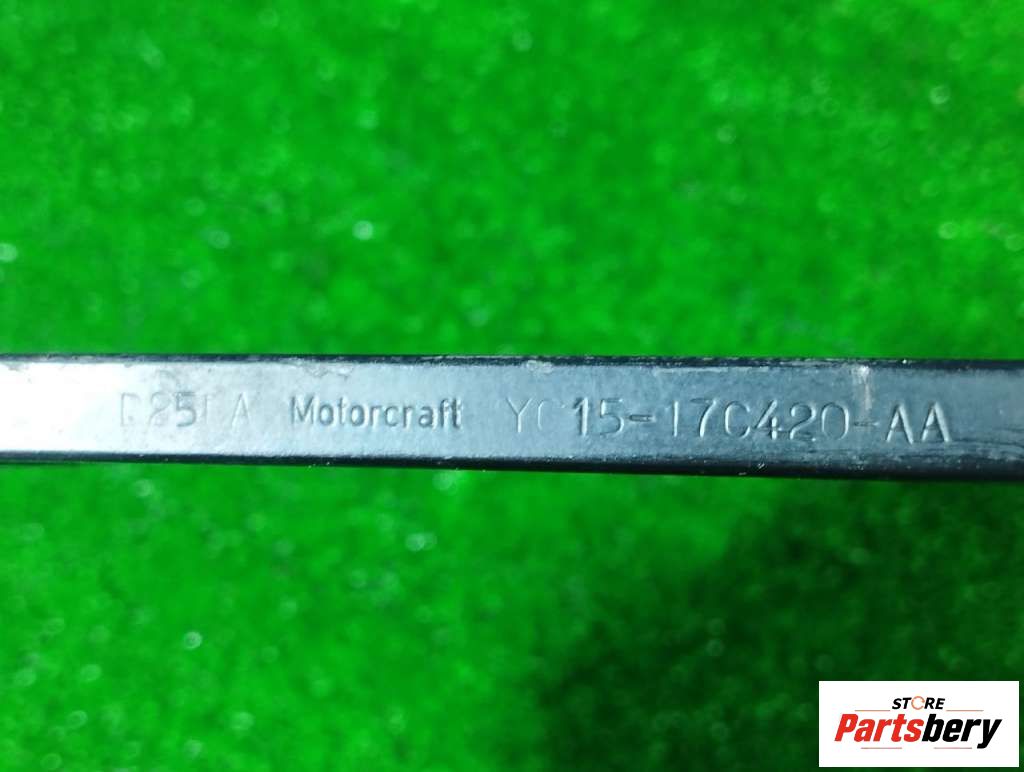 Motorcraft YC15-17C420-AA
STORE
Partsbery